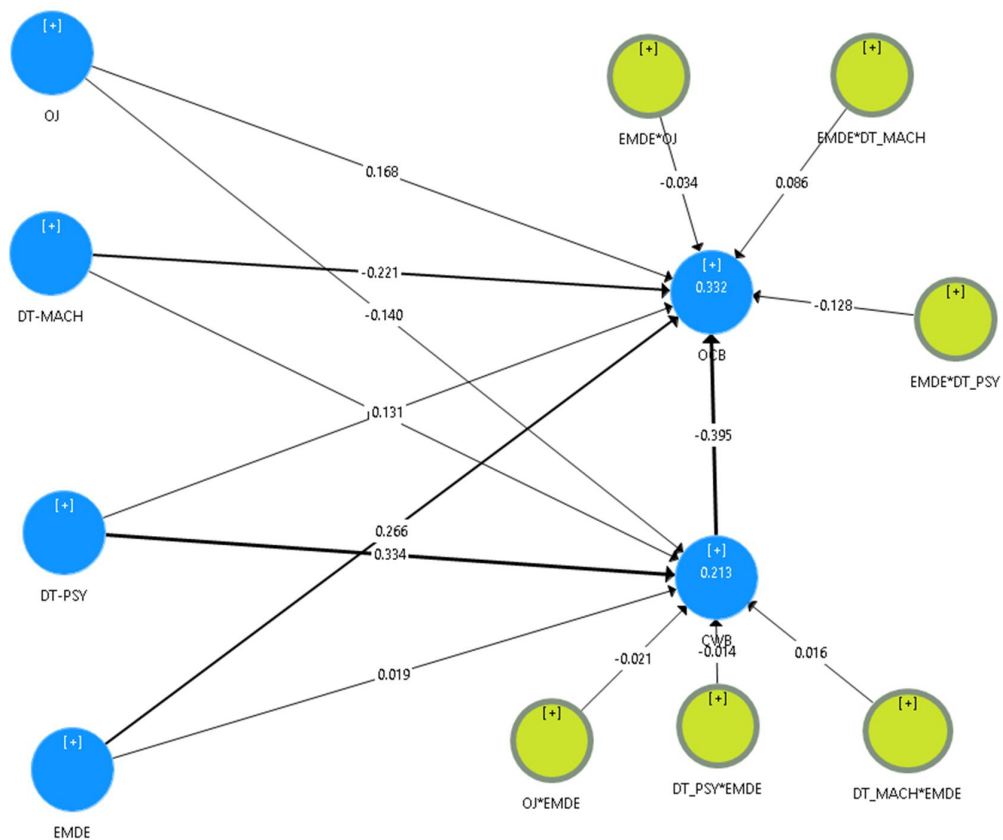 [+]
OJ
[+]
EMDE*OJ
[+]
EMDE*DT_MACH
0.168
-0.034
0.086
[+]
DT-MACH
-0.221
[+]
0.332
OCB
-0.128
[+]
EMDE*DT_PSY
-0.140
0.131
-0.395
[+]
DT-PSY
0.266
0.334
[+]
0.213
CWB
0.019
-0.021
-0.014
0.016
[+]
EMDE
[+]
OJ*EMDE
[+]
DT_PSY*EMDE
[+]
DT_MACH*EMDE